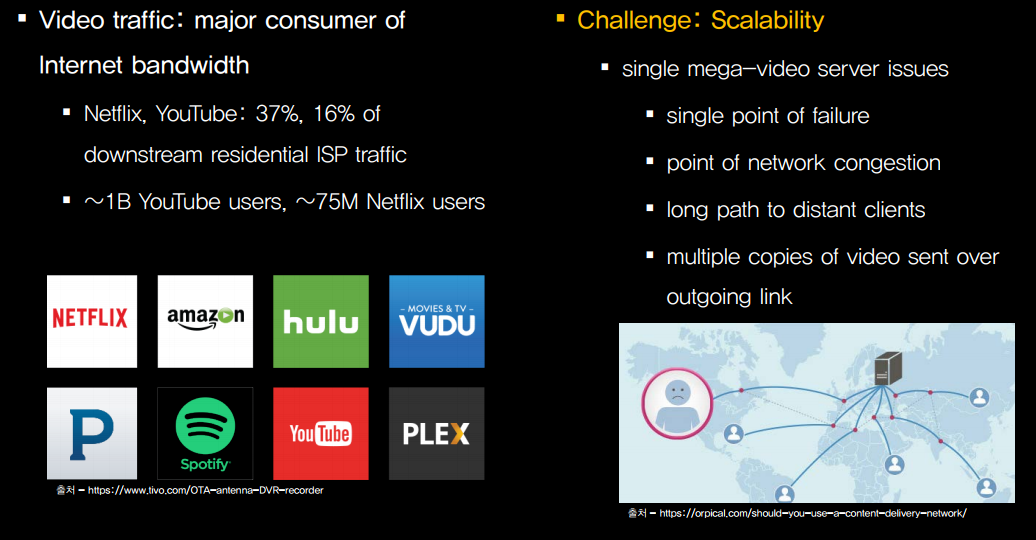 Video traffic: major consumer of
Internet bandwidth
Netflix, YouTube: 37%, 16% of
downstream residential ISP traffic
~1B YouTube users, ~75M Netflix users
NETFLIX
amazon
hulu
– MOVIES & TV –
VUDU
P
Spotify
YouTube
PLEX
출처 – https://www.tivo.com/OTA-antenna-DVR-recorder
Challenge: Scalability
single mega-video server issues
single point of failure
point of network congestion
long path to distant clients
multiple copies of video sent over
outgoing link
출처 – https://orpical.com/should-you-use-a-content-delivery-network/